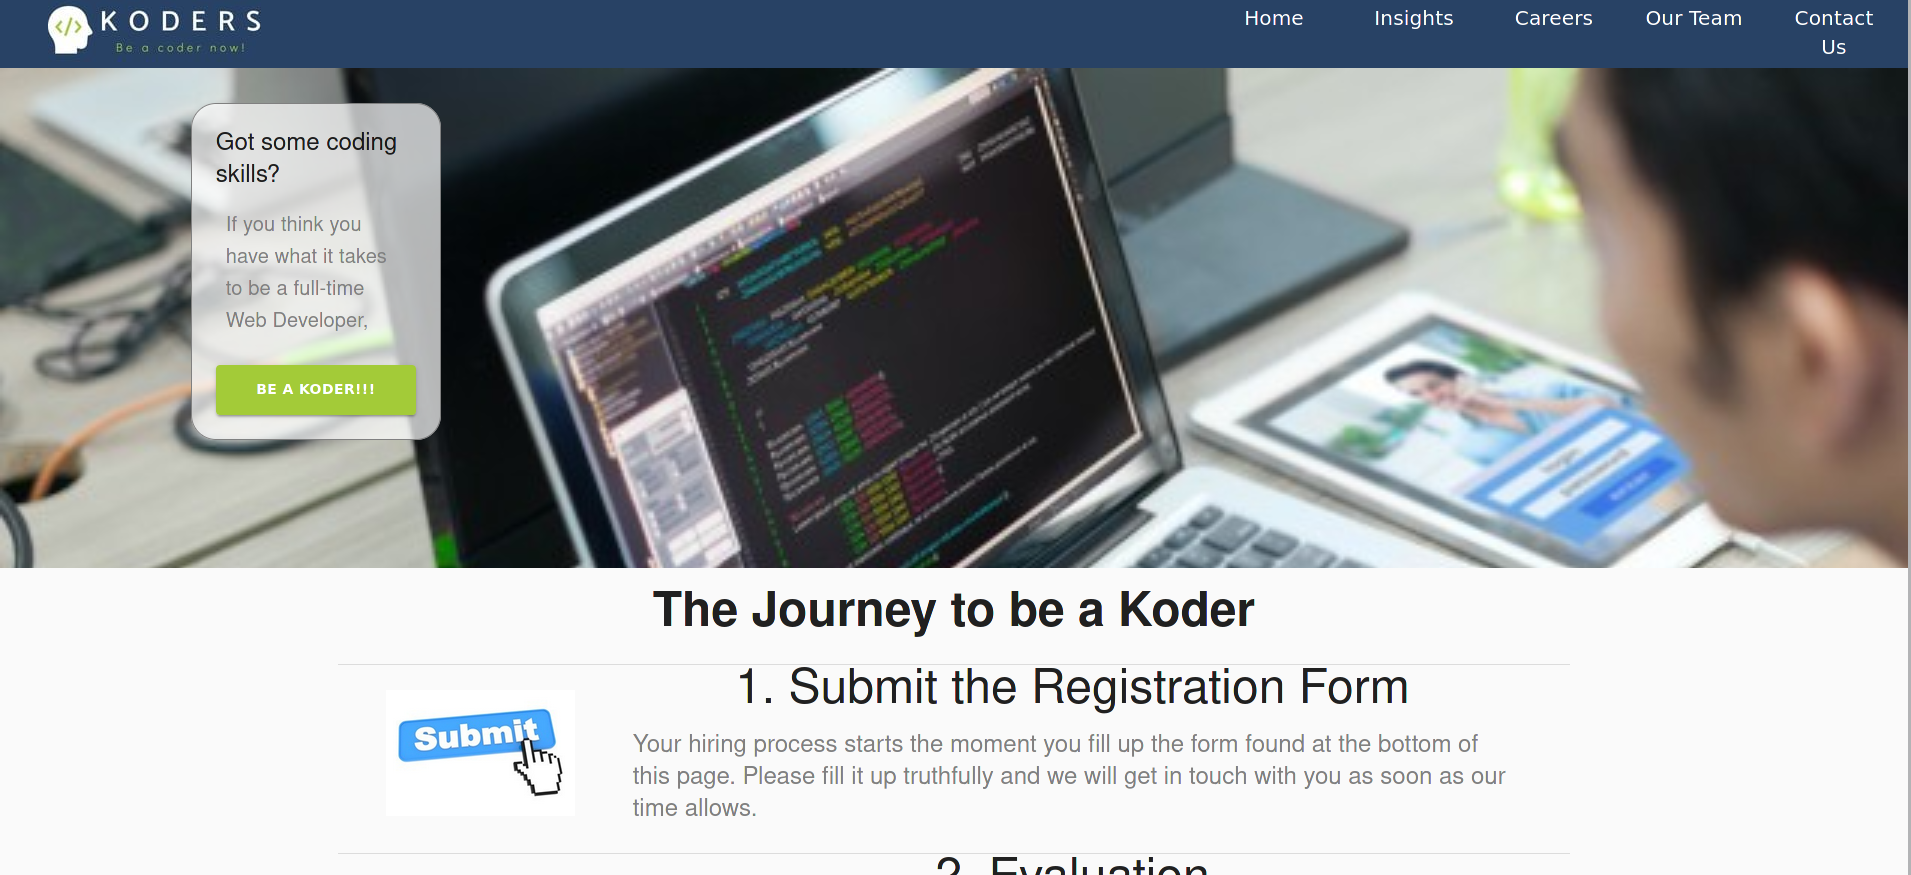 </>
KODERS
Be a coder now!
Home
Insights
Careers
Our Team
Contact
Us
Got some coding
skills?
If you think you
have what it takes
to be a full-time
Web Developer,
BE A KODER!!!
login
password
The Journey to be a Koder
1. Submit the Registration Form
Submit
Your hiring process starts the moment you fill up the form found at the bottom of
this page. Please fill it up truthfully and we will get in touch with you as soon as our
time allows.
2. Evaluation